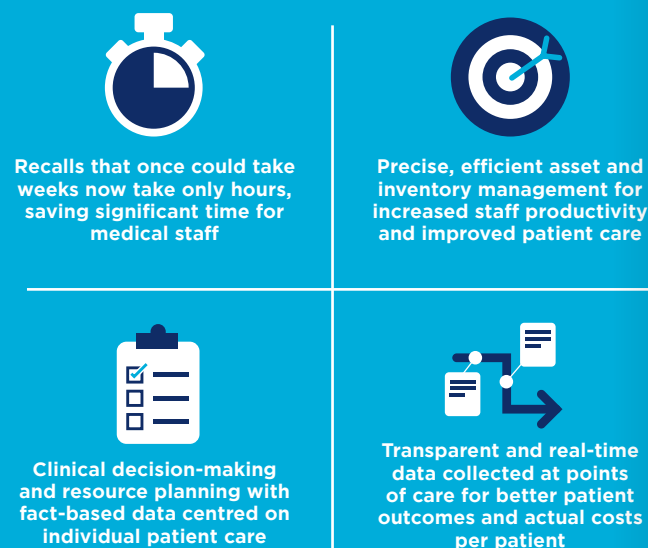 Recalls that once could take
weeks now take only hours,
saving significant time for
medical staff
Precise, efficient asset and
inventory management for
increased staff productivity
and improved patient care
Clinical decision-making
and resource planning with
fact-based data centred on
individual patient care
Transparent and real-time
data collected at points
of care for better patient
outcomes and actual costs
per patient